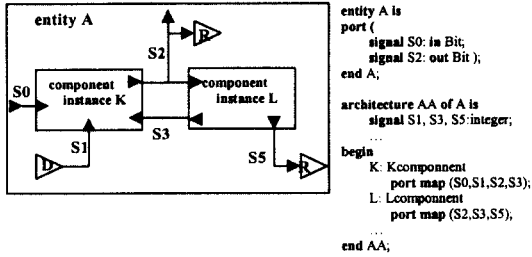 entity A
R
S2
S0
component
instance K
component
instance L
S1
S3
D
S5
R
entity A is
port (
signal S0: in Bit;
signal S2: out Bit );
end A;
architecture AA of A is
signal S1, S3, S5:integer;
...
begin
K: Kcomponnent
port map (S0,S1,S2,S3);
L: Lcomponnent
port map (S2,S3,S5);
...
end AA;